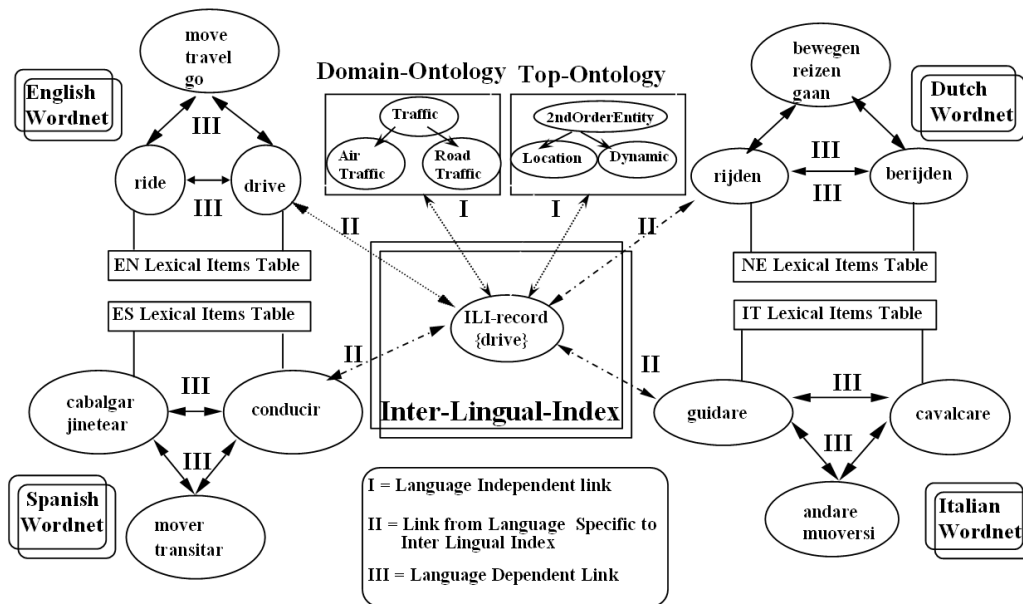 move
travel
go
English
Wordnet
III
ride
drive
III
EN Lexical Items Table
Domain-Ontology
Traffic
Air
Traffic
Road
Traffic
Top-Ontology
2ndOrderEntity
Location
Dynamic
I
I
II
II
bewegen
reizen
gaan
Dutch
Wordnet
rijden
III
III
berijden
NE Lexical Items Table
ES Lexical Items Table
II
cabalgar
jinetear
III
conducir
III
mover
transitar
Spanish
Wordnet
ILI-record
{drive}
Inter-Lingual-Index
IT Lexical Items Table
II
guidare
III
cavalcare
III
andare
muoversi
Italian
Wordnet
I = Language Independent link
II = Link from Language Specific to
Inter Lingual Index
III = Language Dependent Link